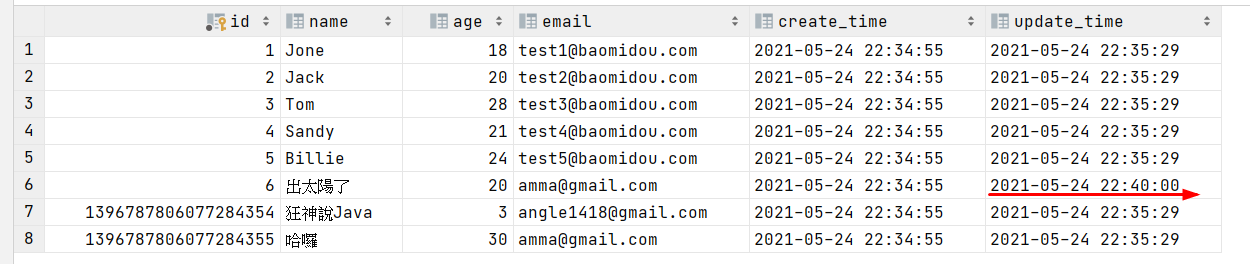 id name age email create_time update_time
1 1 Jone 18 test1@baomidou.com 2021-05-24 22:34:55 2021-05-24 22:35:29
2 2 Jack 20 test2@baomidou.com 2021-05-24 22:34:55 2021-05-24 22:35:29
3 3 Tom 28 test3@baomidou.com 2021-05-24 22:34:55 2021-05-24 22:35:29
4 4 Sandy 21 test4@baomidou.com 2021-05-24 22:34:55 2021-05-24 22:35:29
5 5 Billie 24 test5@baomidou.com 2021-05-24 22:34:55 2021-05-24 22:35:29
6 6 出太陽了 20 amma@gmail.com 2021-05-24 22:34:55 2021-05-24 22:40:00
7 1396787806077284354 狂神說Java 3 angle1418@gmail.com 2021-05-24 22:34:55 2021-05-24 22:35:29
8 1396787806077284355 哈囉 30 amma@gmail.com 2021-05-24 22:34:55 2021-05-24 22:35:29